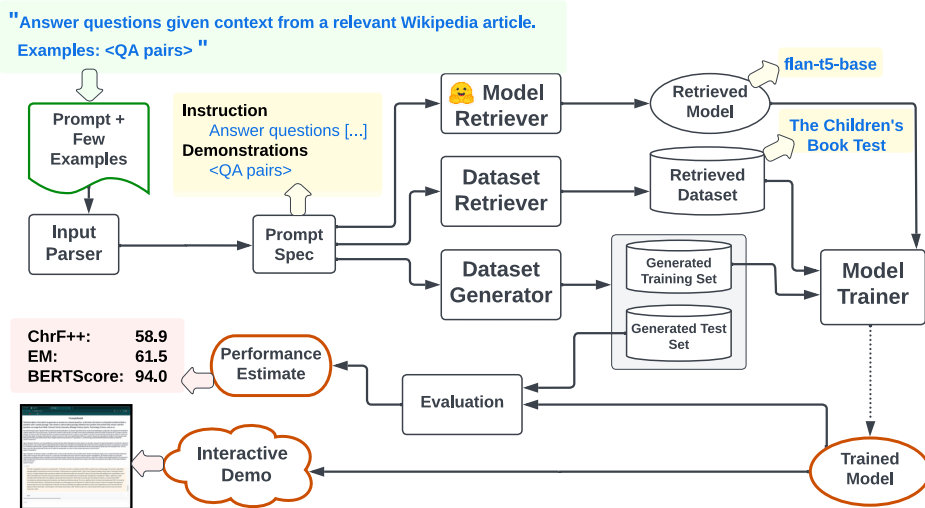 "Answer questions given context from a relevant Wikipedia article.
Examples: <QA pairs> "
flan-t5-base
Prompt +
Few
Examples
Instruction
Answer questions [...]
Demonstrations
<QA pairs>
Model
Retriever
Retrieved
Model
The Children's
Book Test
Dataset
Retriever
Retrieved
Dataset
Input
Parser
Prompt
Spec
Dataset
Generator
Generated
Training Set
Generated Test
Set
Model
Trainer
ChrF++: 58.9
EM: 61.5
BERTScore: 94.0
Performance
Estimate
Evaluation
Interactive
Demo
Trained
Model